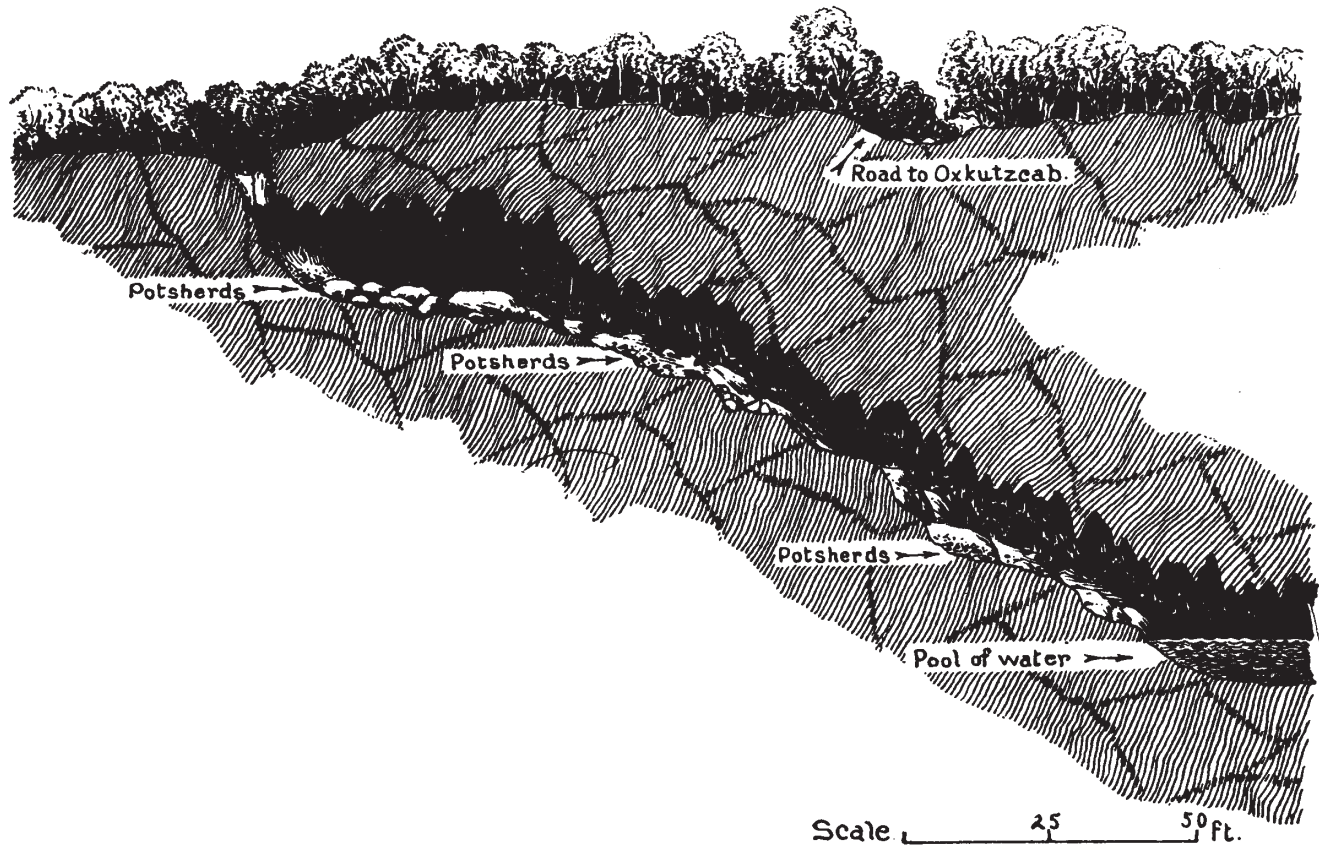 Road to Oxkutzcab.
Potsherds
Potsherds
Potsherds
Pool of water
Scale 25 50 ft.